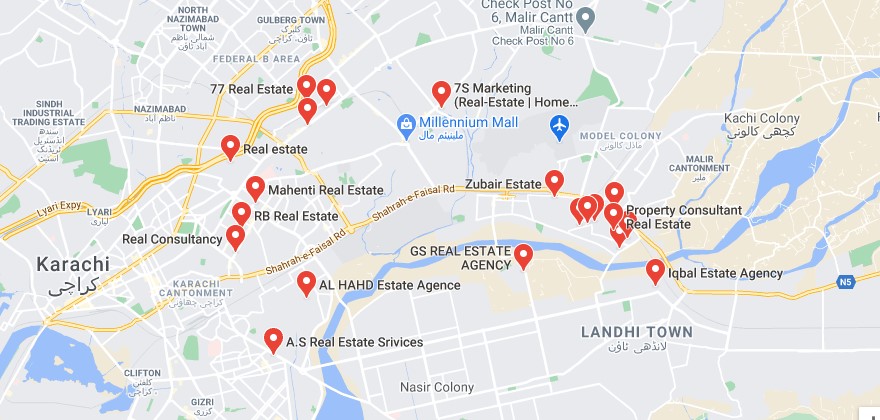 Check Post No
6, Malir Cantt
Malir Cantt
Check Post No 6
NORTH
NAZIMABAD
TOWN
شمالی ناظم
آباد ٹاؤن
GULBERG TOWN
گلبرگ
ٹاؤن، کراچی
FEDERAL B AREA
77 Real Estate
7S Marketing
(Real-Estate | Home...
SINDH
INDUSTRIAL
TRADING ESTATE
سندھ
انڈسٹریل
ٹریڈنگ
اسٹیٹ
NAZIMABAD
ناظم آباد
Millennium Mall
ملینیئم مال
MODEL COLONY
ماڈل کالونی
Kachi Colony
کچھی کالونی
Real estate
MALIR
CANTONMENT
ملیر
Zubair Estate
Mahenti Real Estate
Shahrah-e-Faisal Rd
Lyari Expy
LYARI
لیاری
RB Real Estate
Property Consultant
Real Estate
Real Consultancy
Shahrah-e-Faisal Rd
GS REAL ESTATE
AGENCY
Karachi
کراچی
Iqbal Estate Agency
N5
KARACHI
CANTONMENT
کراچی چھاؤنی
AL HAHD Estate Agence
LANDHI TOWN
لانڈھی ٹاؤن
A.S Real Estate Srivices
CLIFTON
کلفٹن
کراچی
Nasir Colony
GIZRI
گزری